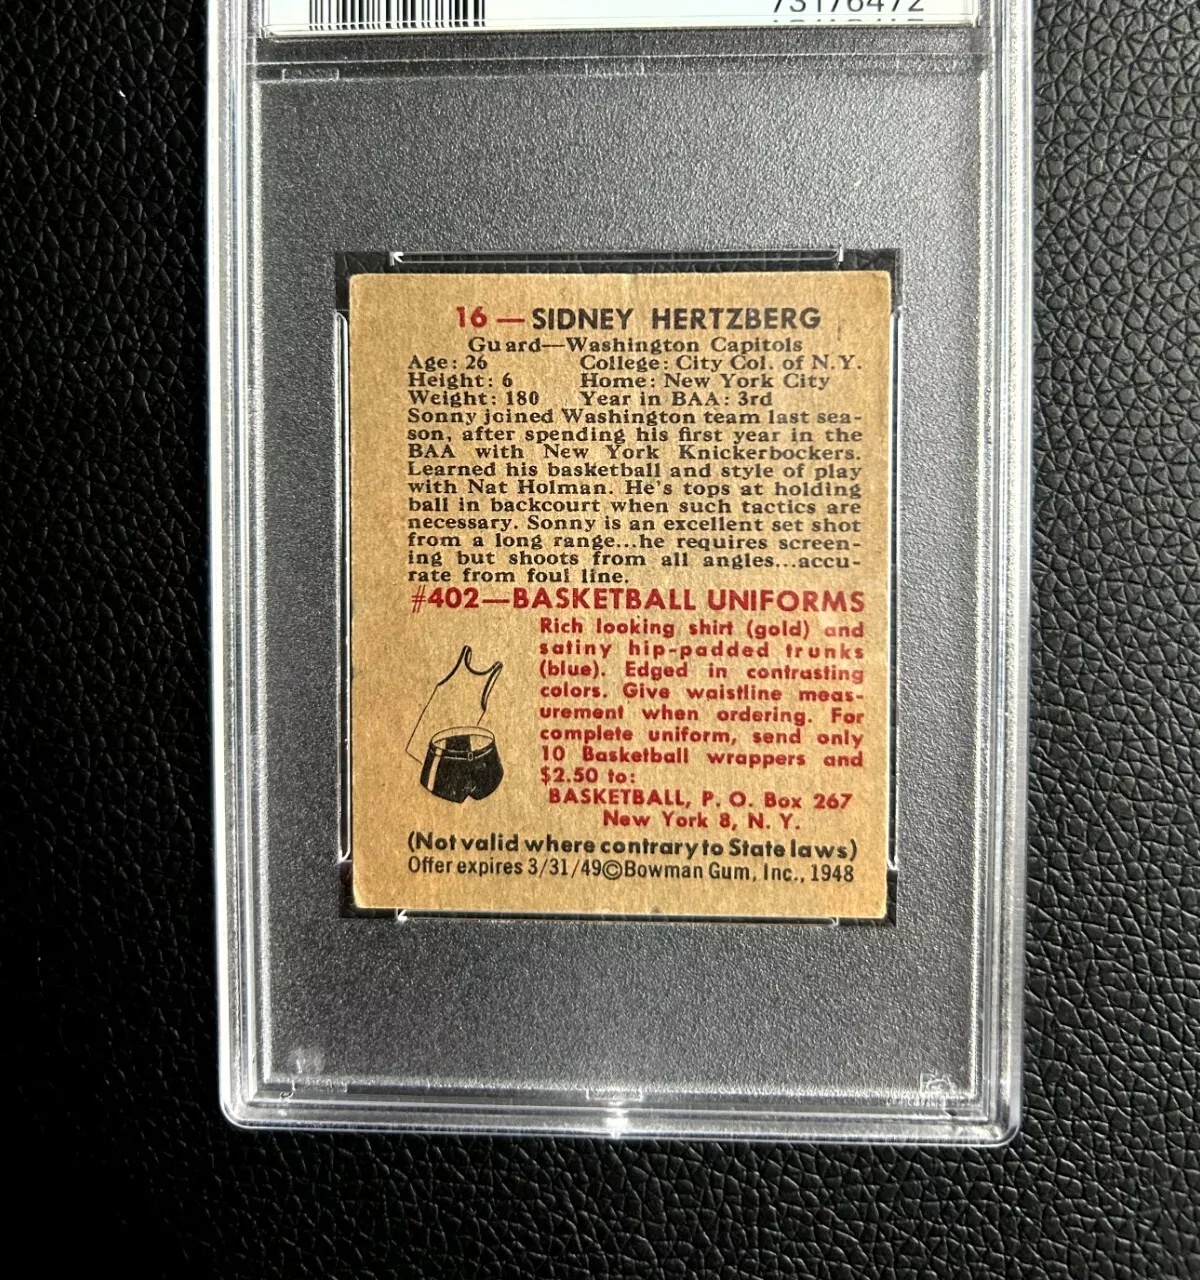 73176472
16 — SIDNEY HERTZBERG
Guard—Washington Capitols
Age: 26 College: City Col. of N.Y.
Height: 6 Home: New York City
Weight: 180 Year in BAA: 3rd
Sonny joined Washington team last sea-
son, after spending his first year in the
BAA with New York Knickerbockers.
Learned his basketball and style of play
with Nat Holman. He's tops at holding
ball in backcourt when such tactics are
necessary. Sonny is an excellent set shot
from a long range...he requires screen-
ing but shoots from all angles...accu-
rate from foul line.
#402—BASKETBALL UNIFORMS
Rich looking shirt (gold) and
satiny hip-padded trunks
(blue). Edged in contrasting
colors. Give waistline meas-
urement when ordering. For
complete uniform, send only
10 Basketball wrappers and
$2.50 to:
BASKETBALL, P. O. Box 267
New York 8, N. Y.
(Not valid where contrary to State laws)
Offer expires 3/31/49©Bowman Gum, Inc., 1948